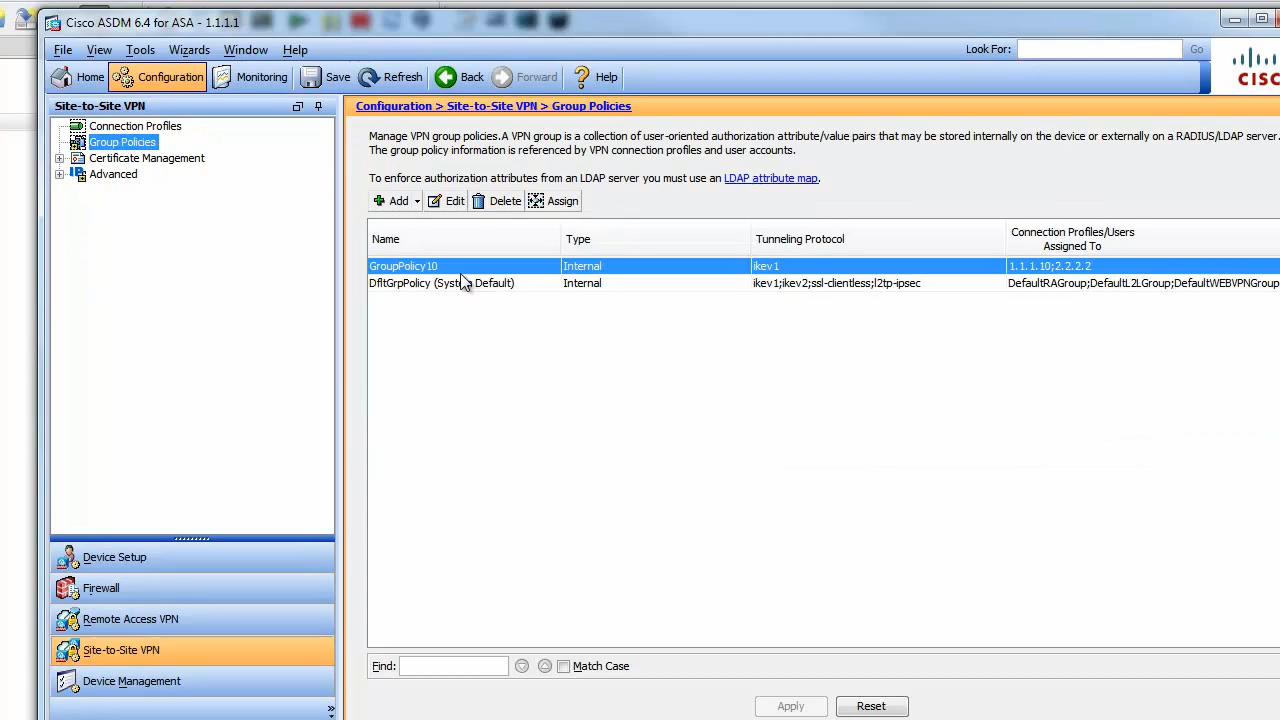 Cisco ASDM 6.4 for ASA - 1.1.1.1
File View Tools Wizards Window Help Look For: Go
Home Configuration Monitoring Save Refresh Back Forward Help
CISC
Site-to-Site VPN
Connection Profiles
Group Policies
Certificate Management
Advanced
Device Setup
Firewall
Remote Access VPN
Site-to-Site VPN
Device Management
»
Configuration > Site-to-Site VPN > Group Policies
Manage VPN group policies.A VPN group is a collection of user-oriented authorization attribute/value pairs that may be stored internally on the device or externally on a RADIUS/LDAP server.
The group policy information is referenced by VPN connection profiles and user accounts.
To enforce authorization attributes from an LDAP server you must use an LDAP attribute map.
Add Edit Delete Assign
Name Type Tunneling Protocol Connection Profiles/Users Assigned To
GroupPolicy10 Internal ikev1 1.1.1.10;2.2.2.2
DfltGrpPolicy (System Default) Internal ikev1;ikev2;ssl-clientless;l2tp-ipsec DefaultRAGroup;DefaultL2LGroup;DefaultWEBVPNGroup
Find: Match Case
Apply Reset